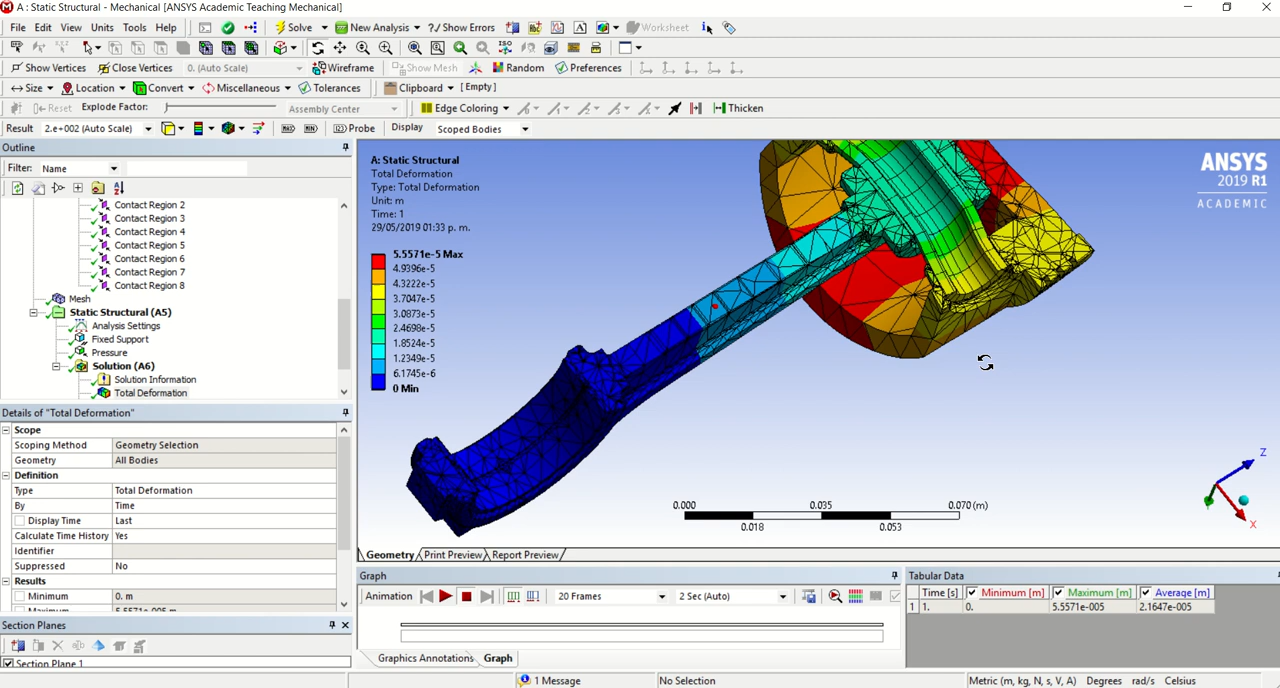 A : Static Structural - Mechanical [ANSYS Academic Teaching Mechanical]
File Edit View Units Tools Help Solve New Analysis ?/ Show Errors Worksheet
Show Vertices Close Vertices 0. (Auto Scale) Wireframe Show Mesh Random Preferences
Size Location Convert Miscellaneous Tolerances Clipboard [ Empty ]
Reset Explode Factor: Assembly Center Edge Coloring Thicken
Result 2.e+002 (Auto Scale) Probe Display Scoped Bodies
Outline
Filter: Name
Contact Region 2
Contact Region 3
Contact Region 4
Contact Region 5
Contact Region 6
Contact Region 7
Contact Region 8
Mesh
Static Structural (A5)
Analysis Settings
Fixed Support
Pressure
Solution (A6)
Solution Information
Total Deformation
Details of "Total Deformation"
Scope
Scoping Method Geometry Selection
Geometry All Bodies
Definition
Type Total Deformation
By Time
Display Time Last
Calculate Time History Yes
Identifier
Suppressed No
Results
Minimum 0. m
Maximum 5.5571e-005 m
Section Planes
Section Plane 1
A: Static Structural
Total Deformation
Type: Total Deformation
Unit: m
Time: 1
29/05/2019 01:33 p. m.
5.5571e-5 Max
4.9396e-5
4.3222e-5
3.7047e-5
3.0873e-5
2.4698e-5
1.8524e-5
1.2349e-5
6.1745e-6
0 Min
ANSYS
2019 R1
ACADEMIC
Z
X
0.000 0.035 0.070 (m)
0.018 0.053
Geometry Print Preview Report Preview
Graph
Animation 20 Frames 2 Sec (Auto)
Graphics Annotations Graph
Tabular Data
Time [s] Minimum [m] Maximum [m] Average [m]
1 1. 0. 5.5571e-005 2.1647e-005
1 Message No Selection Metric (m, kg, N, s, V, A) Degrees rad/s Celsius